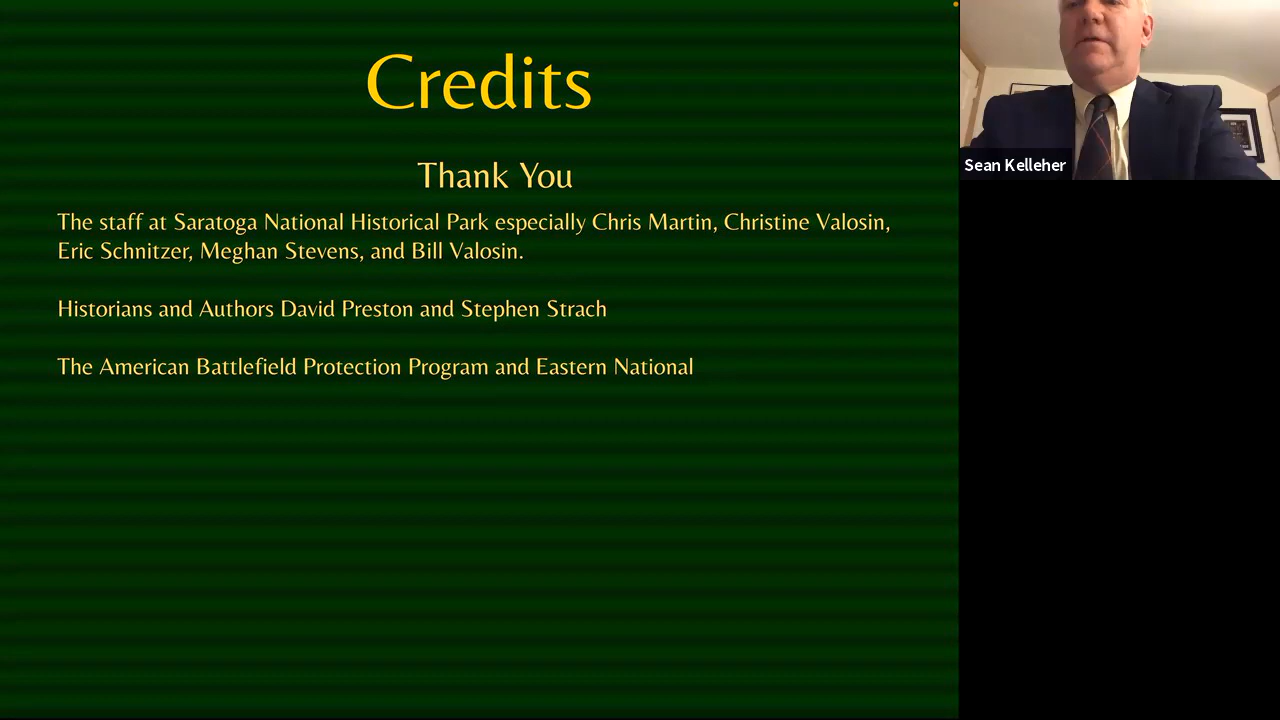 Credits
Thank You
The staff at Saratoga National Historical Park especially Chris Martin, Christine Valosin,
Eric Schnitzer, Meghan Stevens, and Bill Valosin.
Historians and Authors David Preston and Stephen Strach
The American Battlefield Protection Program and Eastern National
Sean Kelleher